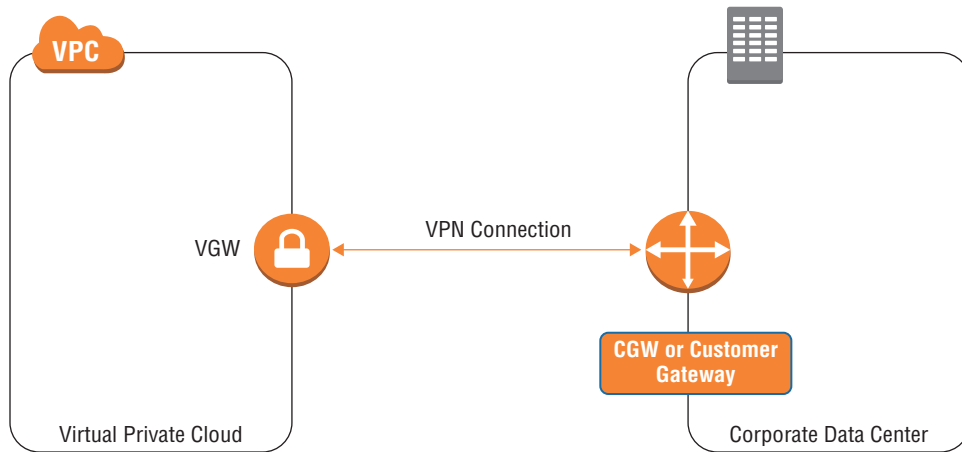 VPC
VGW
VPN Connection
CGW or Customer
Gateway
Virtual Private Cloud
Corporate Data Center